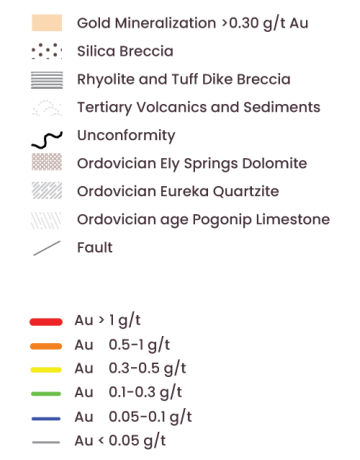 Gold Mineralization >0.30 g/t Au
Silica Breccia
Rhyolite and Tuff Dike Breccia
Tertiary Volcanics and Sediments
Unconformity
Ordovician Ely Springs Dolomite
Ordovician Eureka Quartzite
Ordovician age Pogonip Limestone
Fault
Au > 1 g/t
Au 0.5-1 g/t
Au 0.3-0.5 g/t
Au 0.1-0.3 g/t
Au 0.05-0.1 g/t
Au < 0.05 g/t